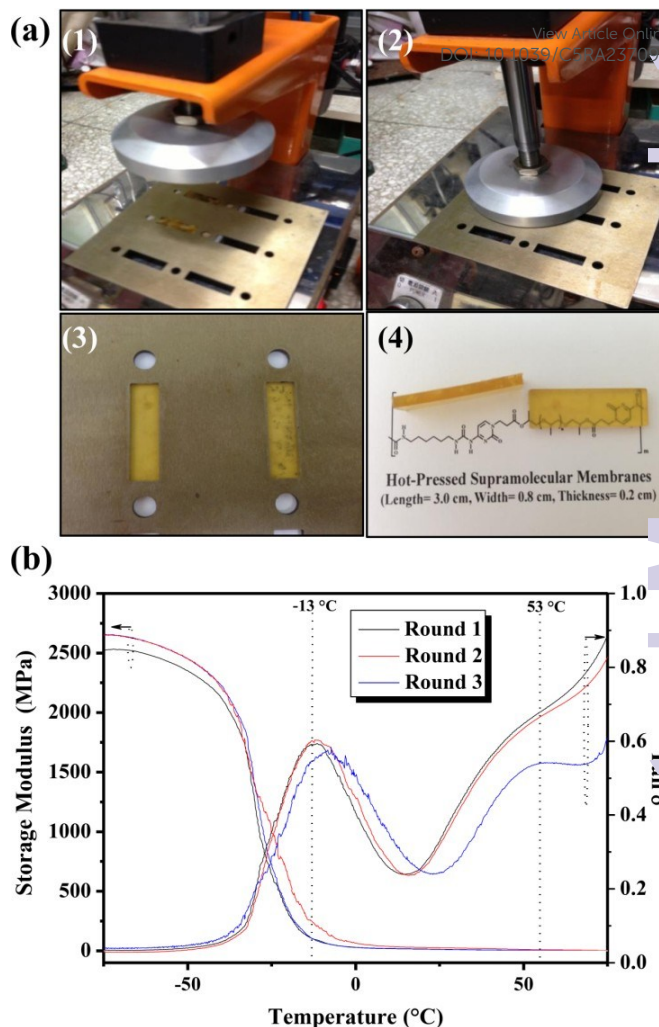 (a)
(1)
(2)
View Article Onlin
(3)
(4)
Hot-Pressed Supramolecular Membranes
(Length= 3.0 cm, Width= 0.8 cm, Thickness= 0.2 cm)
(b)
-13 °C
53 °C
Round 1
Round 2
Round 3
Storage Modulus (MPa)
3000
2500
2000
1500
1000
500
0
1.0
0.8
0.6
0.4
0.2
0.0
-50
0
50
Temperature (°C)